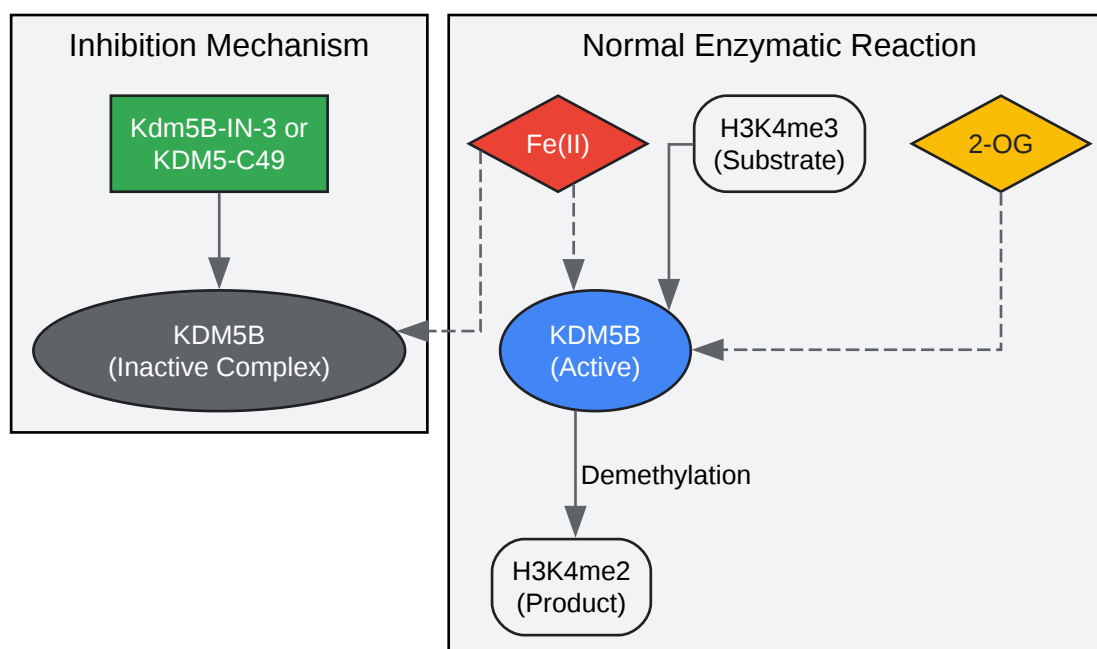 Inhibition Mechanism
Kdm5B-IN-3 or
KDM5-C49
KDM5B
(Inactive Complex)
Normal Enzymatic Reaction
Fe(II)
H3K4me3
(Substrate)
2-OG
KDM5B
(Active)
Demethylation
H3K4me2
(Product)